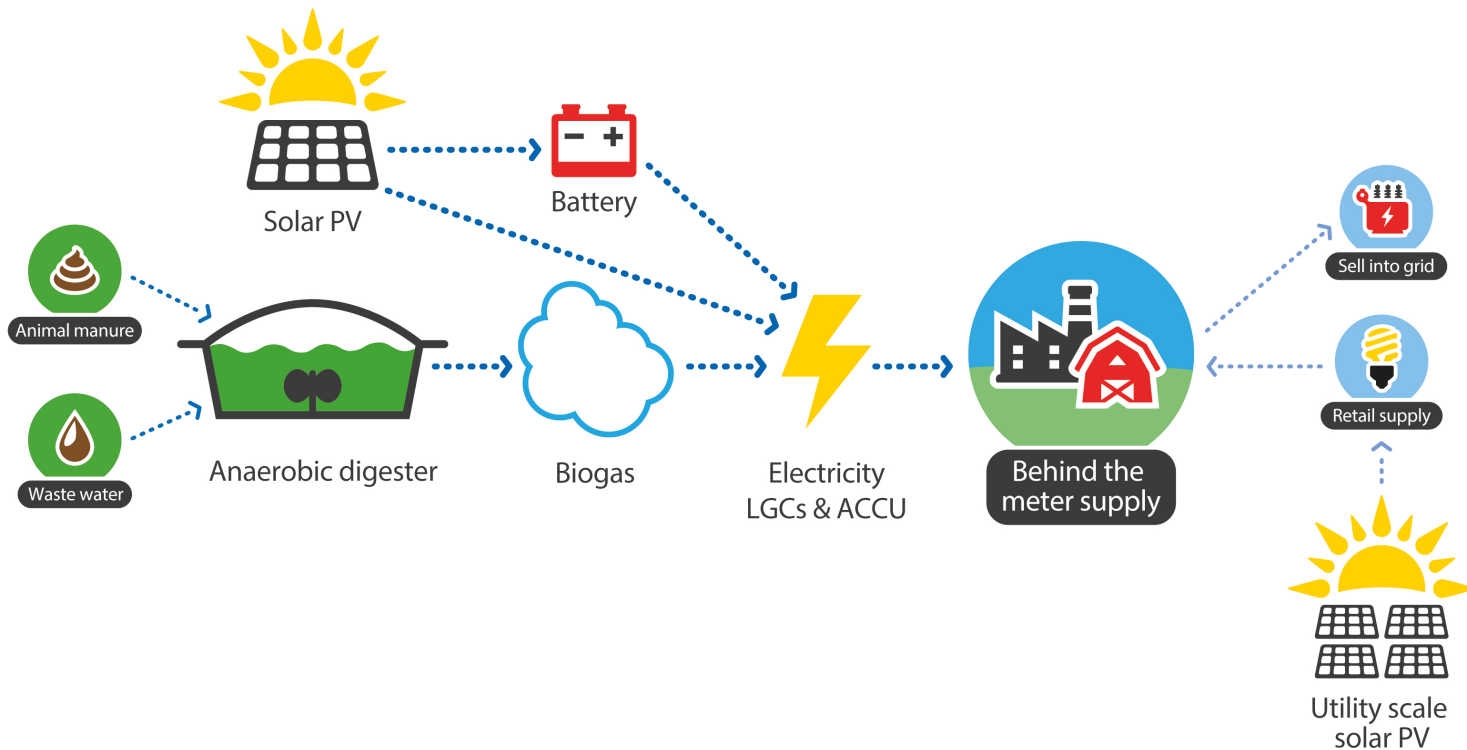 Solar PV
Battery
Sell into grid
Animal manure
Retail supply
Waste water
Anaerobic digester
Biogas
Electricity
LGCs & ACCU
Behind the
meter supply
Utility scale
solar PV